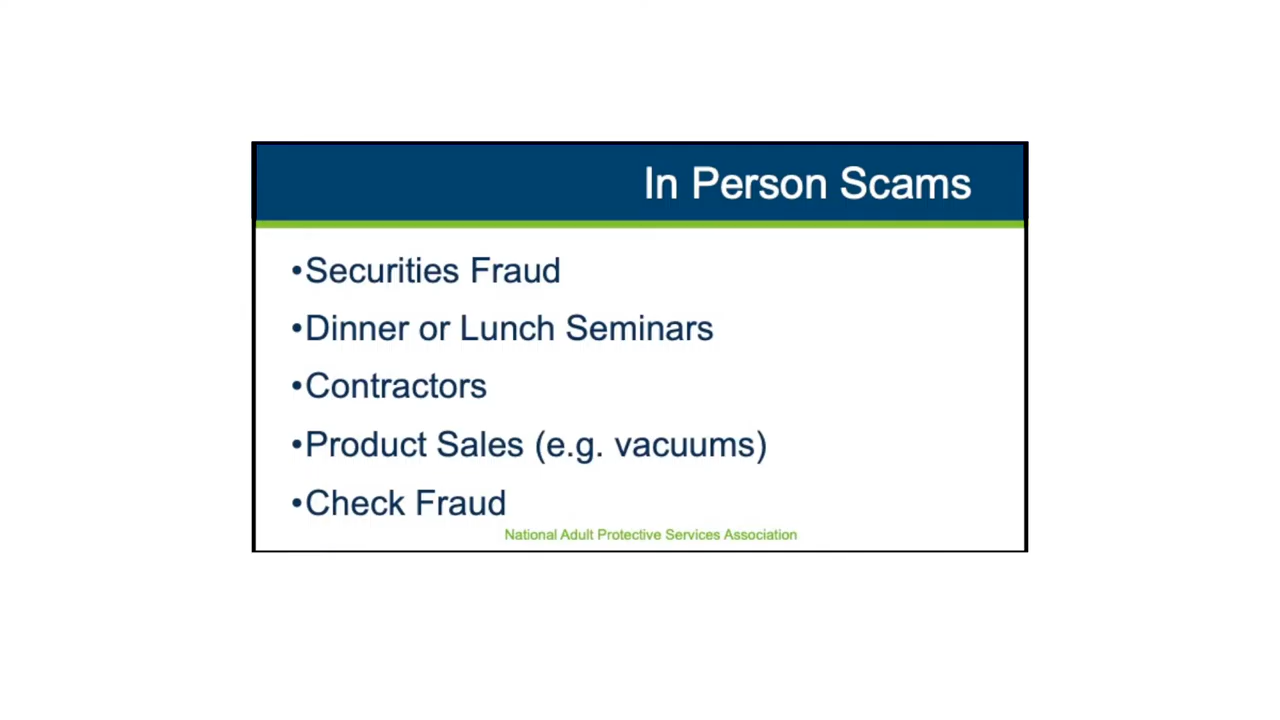 In Person Scams
•Securities Fraud
•Dinner or Lunch Seminars
•Contractors
•Product Sales (e.g. vacuums)
•Check Fraud
National Adult Protective Services Association